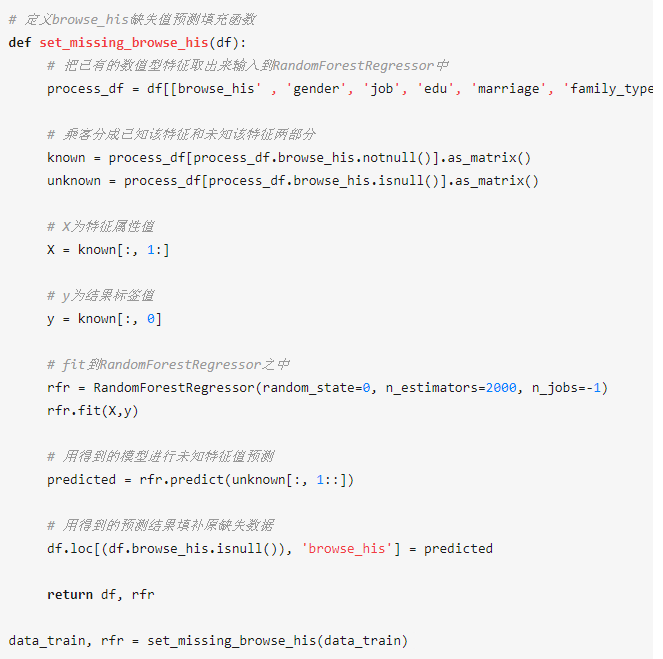 # 定义browse_his缺失值预测填充函数
def set_missing_browse_his(df):
# 把已有的数值型特征取出来输入到RandomForestRegressor中
process_df = df[[browse_his' , 'gender', 'job', 'edu', 'marriage', 'family_type
# 乘客分成已知该特征和未知该特征两部分
known = process_df[process_df.browse_his.notnull()].as_matrix()
unknown = process_df[process_df.browse_his.isnull()].as_matrix()
# X为特征属性值
X = known[:, 1:]
# y为结果标签值
y = known[:, 0]
# fit到RandomForestRegressor之中
rfr = RandomForestRegressor(random_state=0, n_estimators=2000, n_jobs=-1)
rfr.fit(X,y)
# 用得到的模型进行未知特征值预测
predicted = rfr.predict(unknown[:, 1::])
# 用得到的预测结果填补原缺失数据
df.loc[(df.browse_his.isnull()), 'browse_his'] = predicted
return df, rfr
data_train, rfr = set_missing_browse_his(data_train)